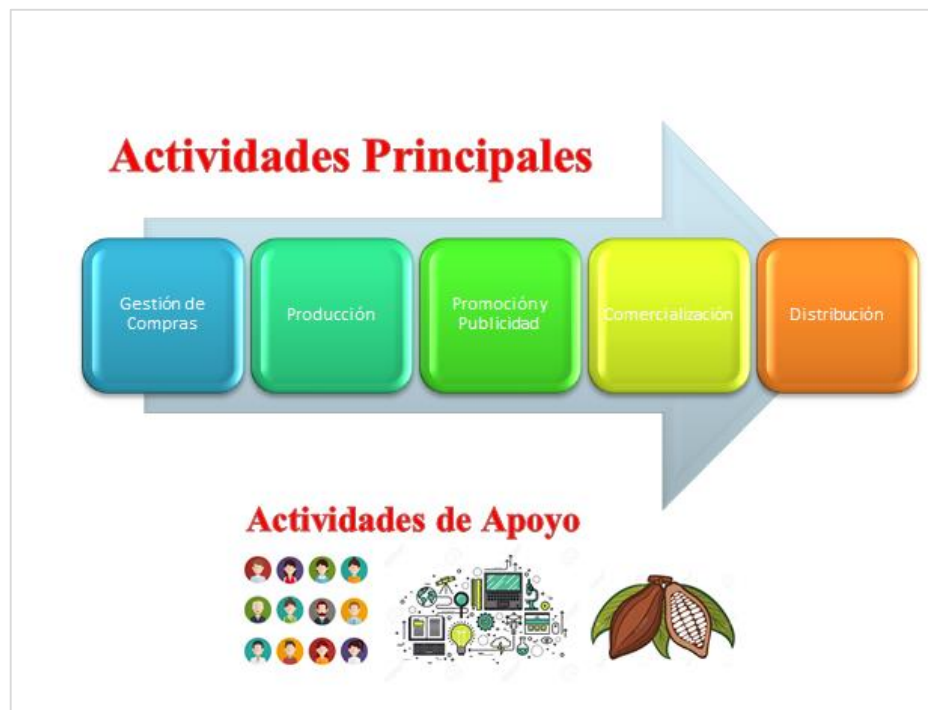 Actividades Principales
Gestión de
Compras
Producción
Promoción y
Publicidad
Comercialización
Distribución
Actividades de Apoyo